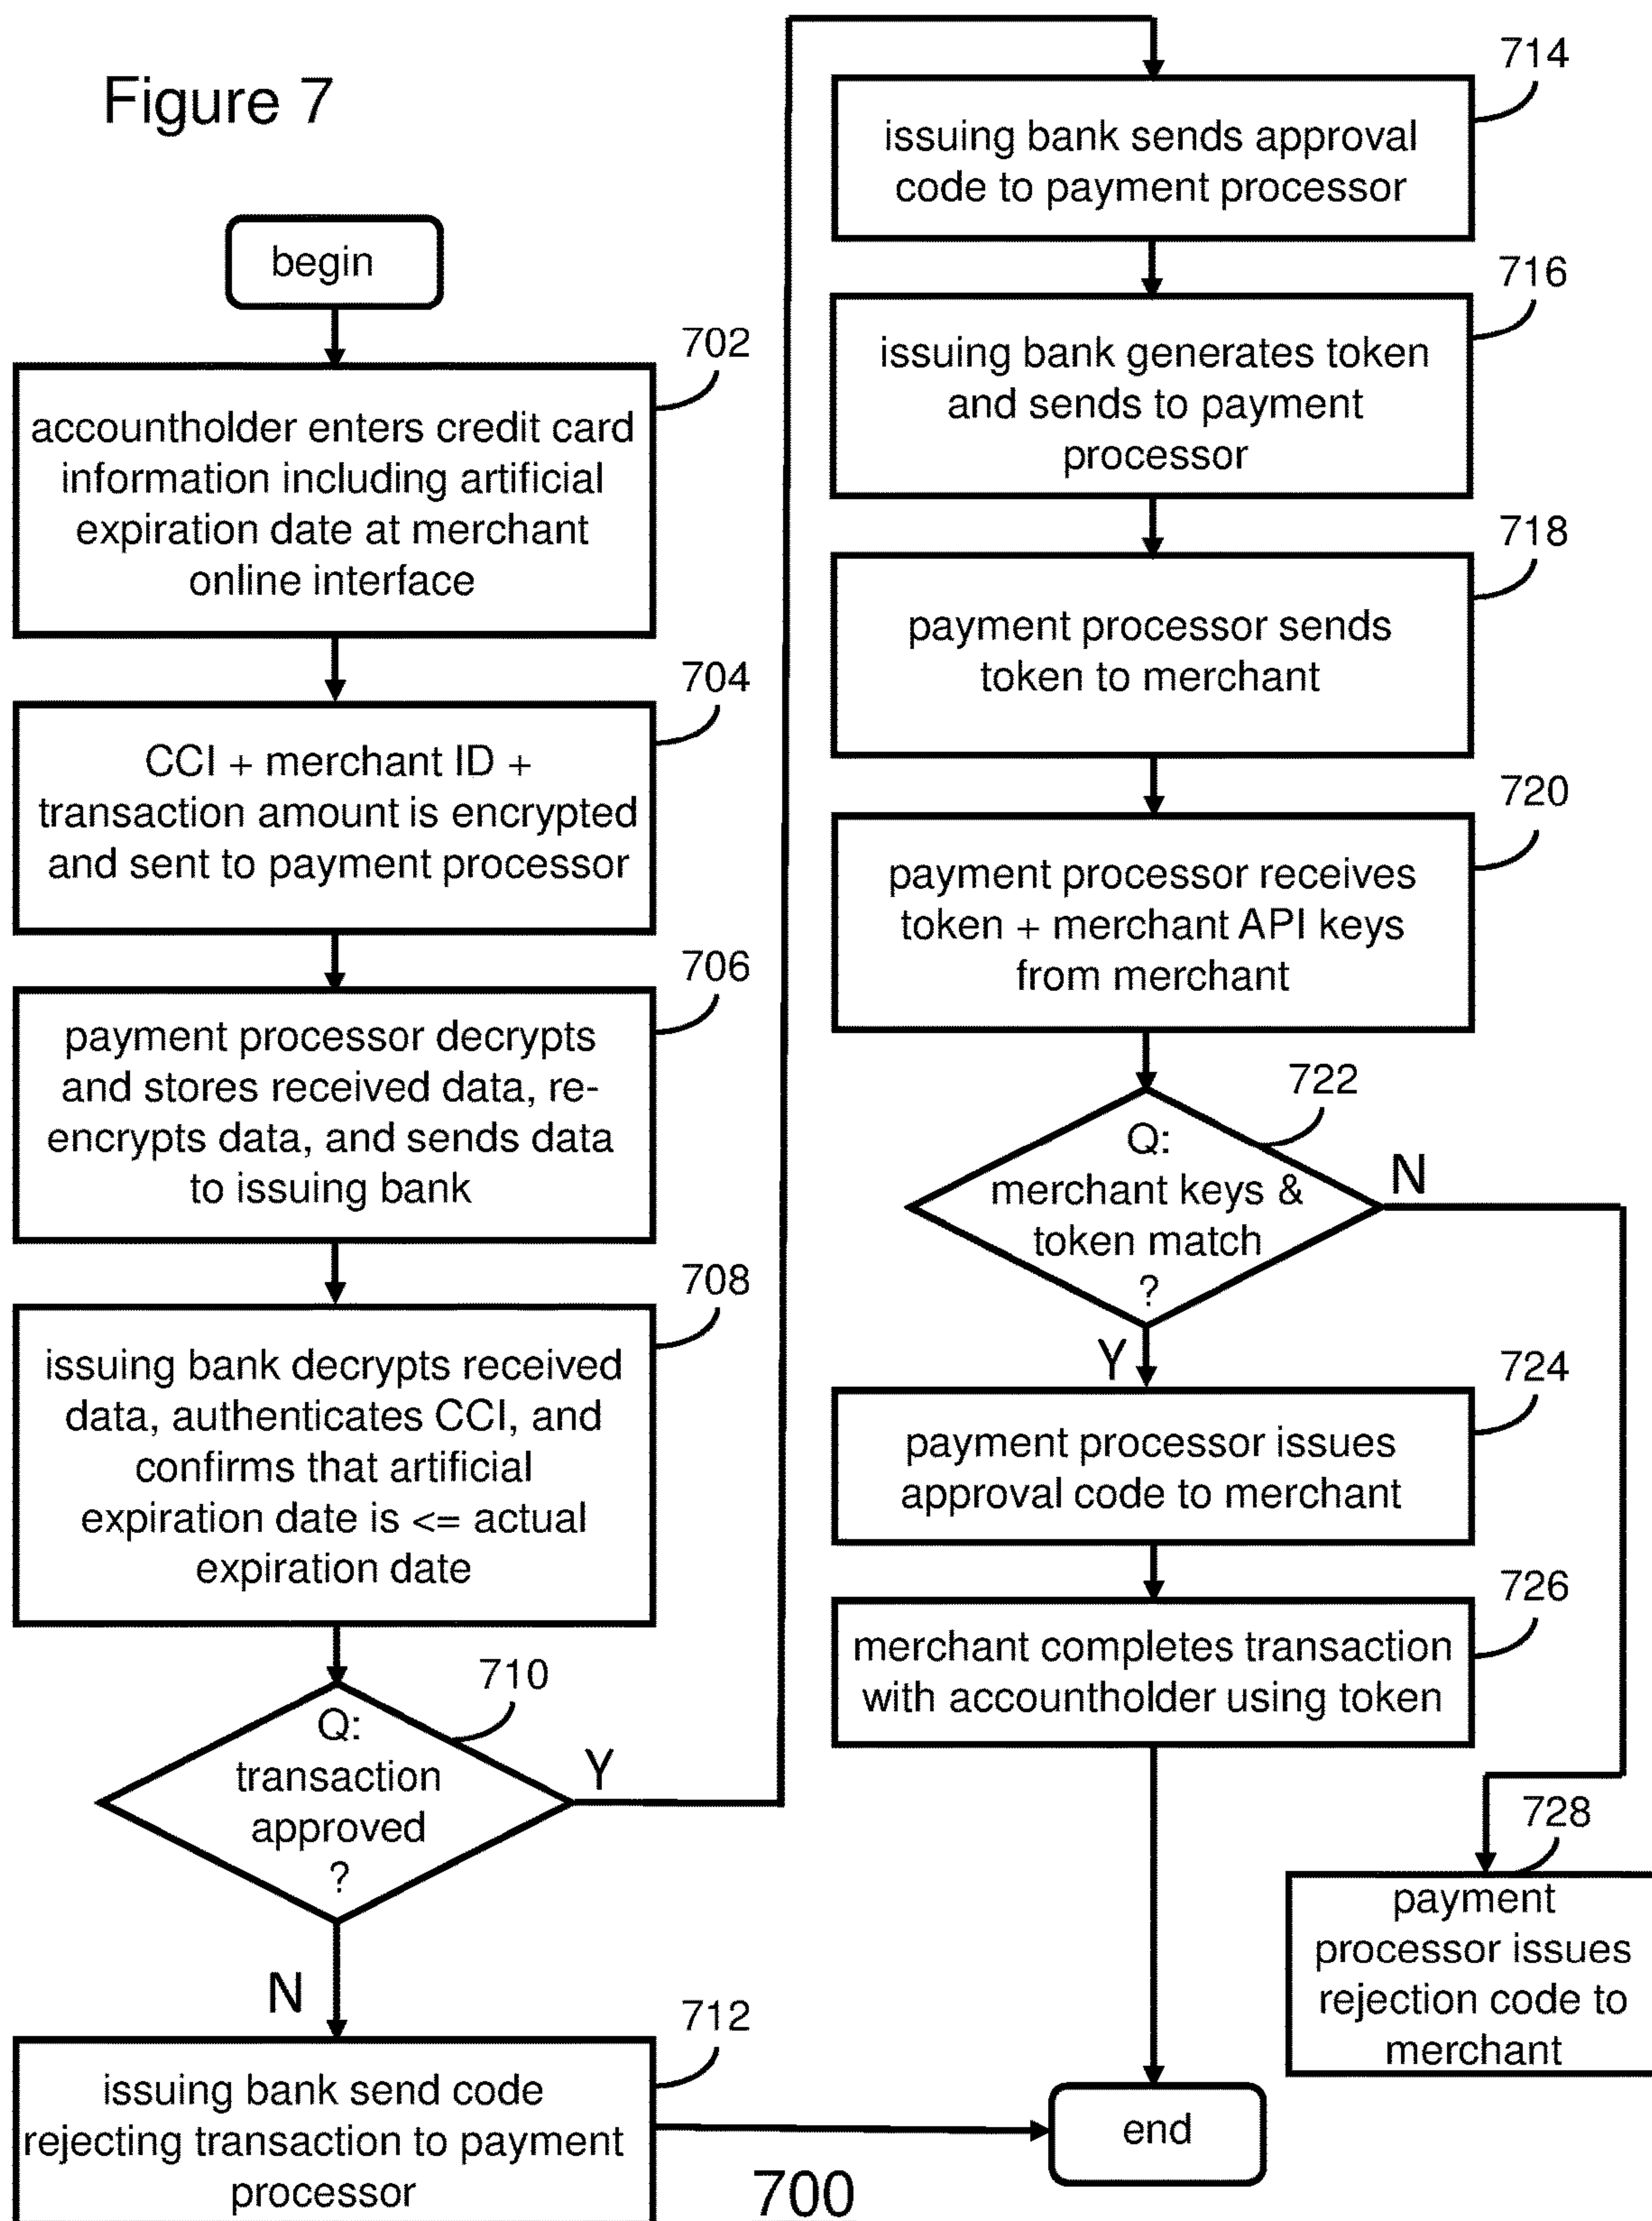 Figure 7
begin
702
accountholder enters credit card
information including artificial
expiration date at merchant
online interface
704
CCI + merchant ID +
transaction amount is encrypted
and sent to payment processor
706
payment processor decrypts
and stores received data, re-
encrypts data, and sends data
to issuing bank
708
issuing bank decrypts received
data, authenticates CCI, and
confirms that artificial
expiration date is <= actual
expiration date
710
Q:
transaction
approved
?
Y
N
712
issuing bank send code
rejecting transaction to payment
processor
714
issuing bank sends approval
code to payment processor
716
issuing bank generates token
and sends to payment
processor
718
payment processor sends
token to merchant
720
payment processor receives
token + merchant API keys
from merchant
722
Q:
merchant keys &
token match
?
N
Y
724
payment processor issues
approval code to merchant
726
merchant completes transaction
with accountholder using token
728
payment
processor issues
rejection code to
merchant
end
700